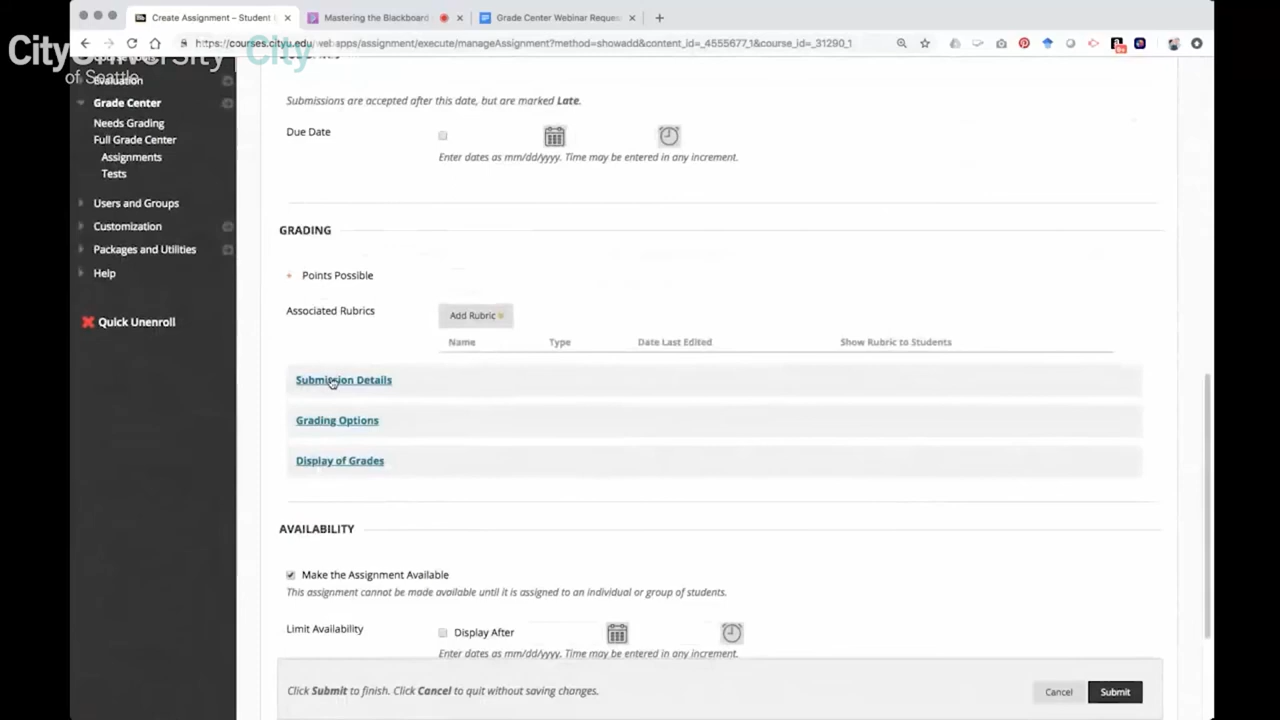 Create Assignment – Student
Mastering the Blackboard
Grade Center Webinar Reques
https://courses.cityu.edu/webapps/assignment/execute/manageAssignment?method=showadd&content_id=_4555677_1&course_id=_31290_1
CityUniversity City
of Seattle
Evaluation
Grade Center
Needs Grading
Full Grade Center
Assignments
Tests
Users and Groups
Customization
Packages and Utilities
Help
Quick Unenroll
Submissions are accepted after this date, but are marked Late.
Due Date
Enter dates as mm/dd/yyyy. Time may be entered in any increment.
GRADING
* Points Possible
Associated Rubrics
Add Rubric
Name Type Date Last Edited Show Rubric to Students
Submission Details
Grading Options
Display of Grades
AVAILABILITY
Make the Assignment Available
This assignment cannot be made available until it is assigned to an individual or group of students.
Limit Availability
Display After
Enter dates as mm/dd/yyyy. Time may be entered in any increment.
Click Submit to finish. Click Cancel to quit without saving changes.
Cancel
Submit